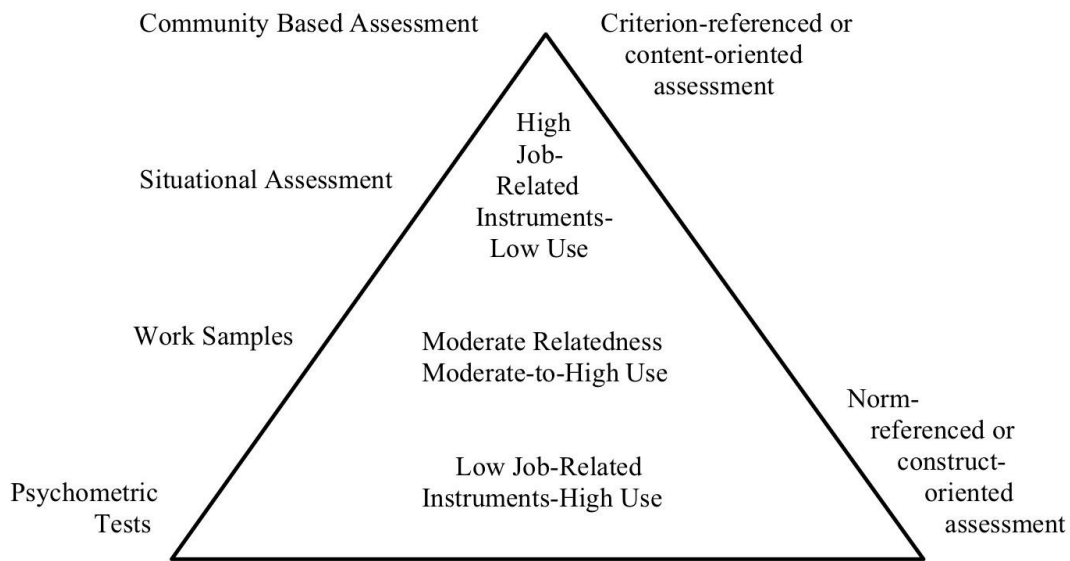 Community Based Assessment
Criterion-referenced or
content-oriented
assessment
High
Job-
Related
Instruments-
Low Use
Situational Assessment
Work Samples
Moderate Relatedness
Moderate-to-High Use
Norm-
referenced or
construct-
oriented
assessment
Low Job-Related
Instruments-High Use
Psychometric
Tests